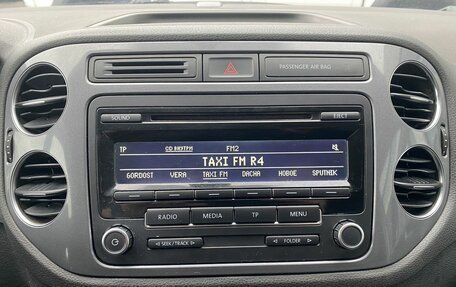 PASSENGER AIR BAG
SOUND EJECT
TP CD ВНУТРИ FM2
TAXI FM R4
GORDOST VERA TAXI FM DACHA НОВОЕ SPUTNIK
RADIO MEDIA TP MENU
SEEK / TRACK FOLDER